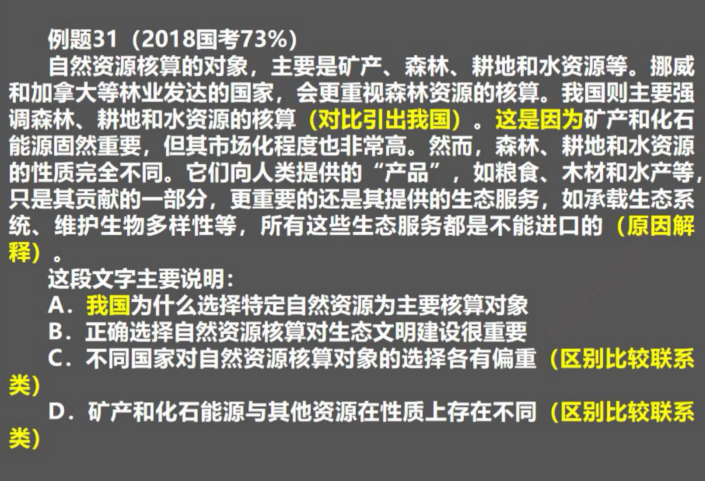 例题31（2018国考73%）
自然资源核算的对象，主要是矿产、森林、耕地和水资源等。挪威
和加拿大等林业发达的国家，会更重视森林资源的核算。我国则主要强
调森林、耕地和水资源的核算（对比引出我国）。这是因为矿产和化石
能源固然重要，但其市场化程度也非常高。然而，森林、耕地和水资源
的性质完全不同。它们向人类提供的“产品”，如粮食、木材和水产等，
只是其贡献的一部分，更重要的还是其提供的生态服务，如承载生态系
统、维护生物多样性等，所有这些生态服务都是不能进口的（原因解
释）。
这段文字主要说明：
A．我国为什么选择特定自然资源为主要核算对象
B．正确选择自然资源核算对生态文明建设很重要
C．不同国家对自然资源核算对象的选择各有偏重（区别比较联系
类）
D．矿产和化石能源与其他资源在性质上存在不同（区别比较联系
类）